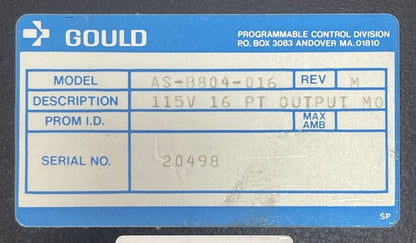 GOULD
PROGRAMMABLE CONTROL DIVISION
P.O. BOX 3083 ANDOVER MA. 01810
MODEL AS-B804-016 REV M
DESCRIPTION 115V 16 PT OUTPUT MO
PROM I.D. MAX AMB
SERIAL NO. 20498
SP